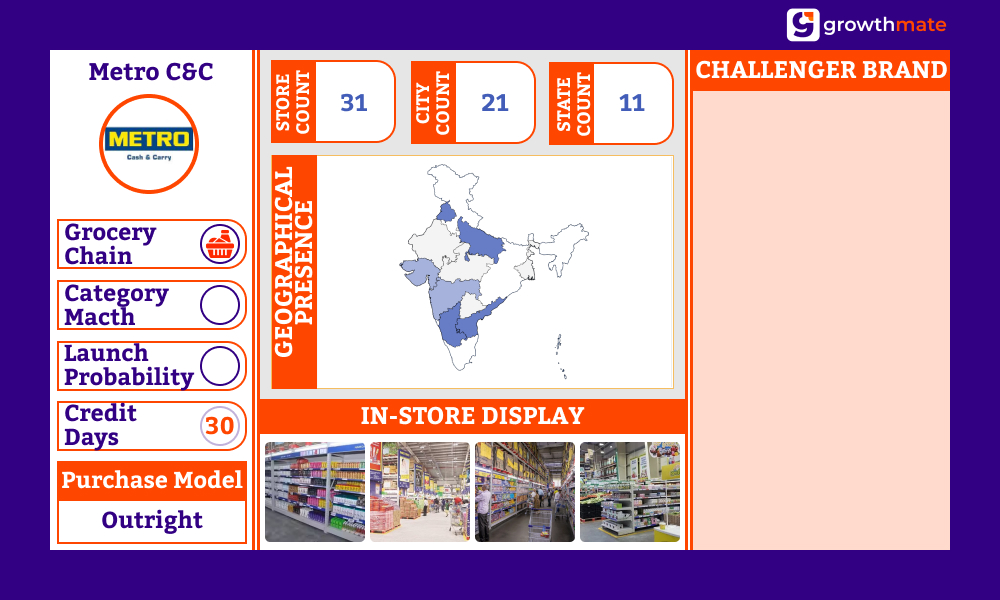 growthmate
Metro C&C
METRO
Cash & Carry
Grocery
Chain
Category
Macth
Launch
Probability
Credit
Days
30
Purchase Model
Outright
STORE
COUNT
31
CITY
COUNT
21
STATE
COUNT
11
GEOGRAPHICAL
PRESENCE
IN-STORE DISPLAY
CHALLENGER BRAND